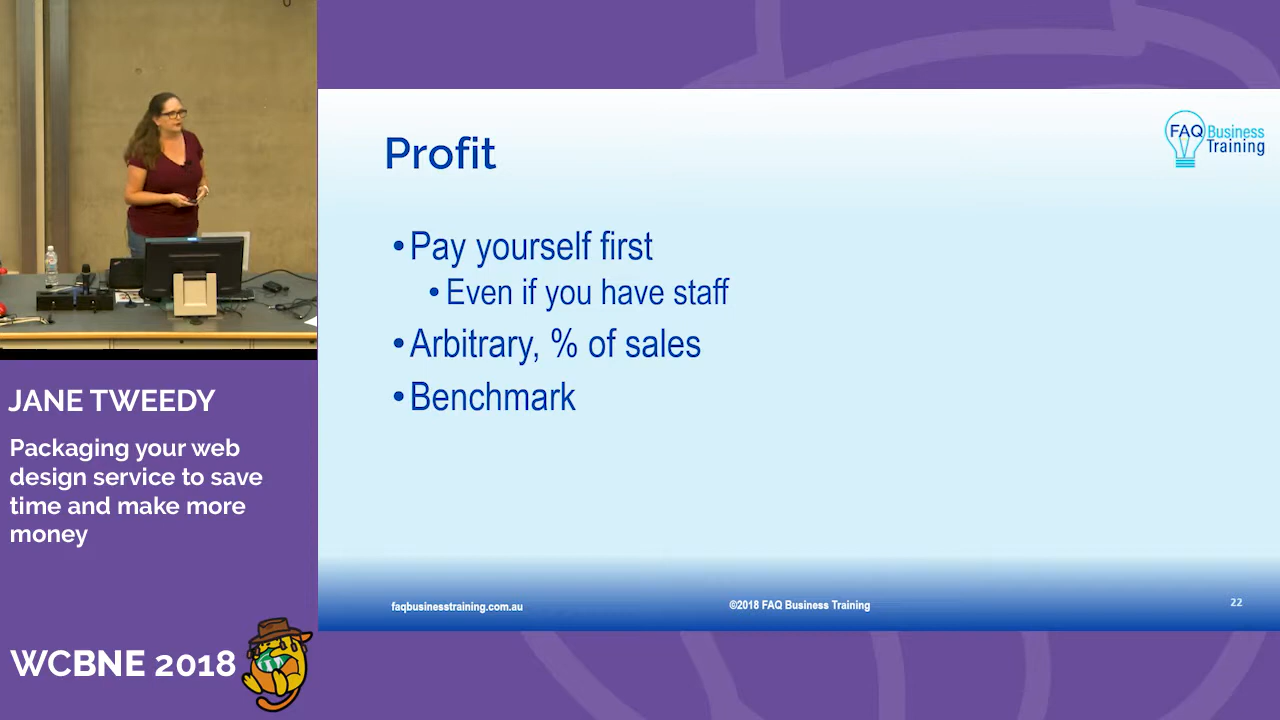 Profit
FAQ Business
Training
•Pay yourself first
•Even if you have staff
•Arbitrary, % of sales
•Benchmark
JANE TWEEDY
Packaging your web
design service to save
time and make more
money
faqbusinesstraining.com.au
©2018 FAQ Business Training
22
WCBNE 2018